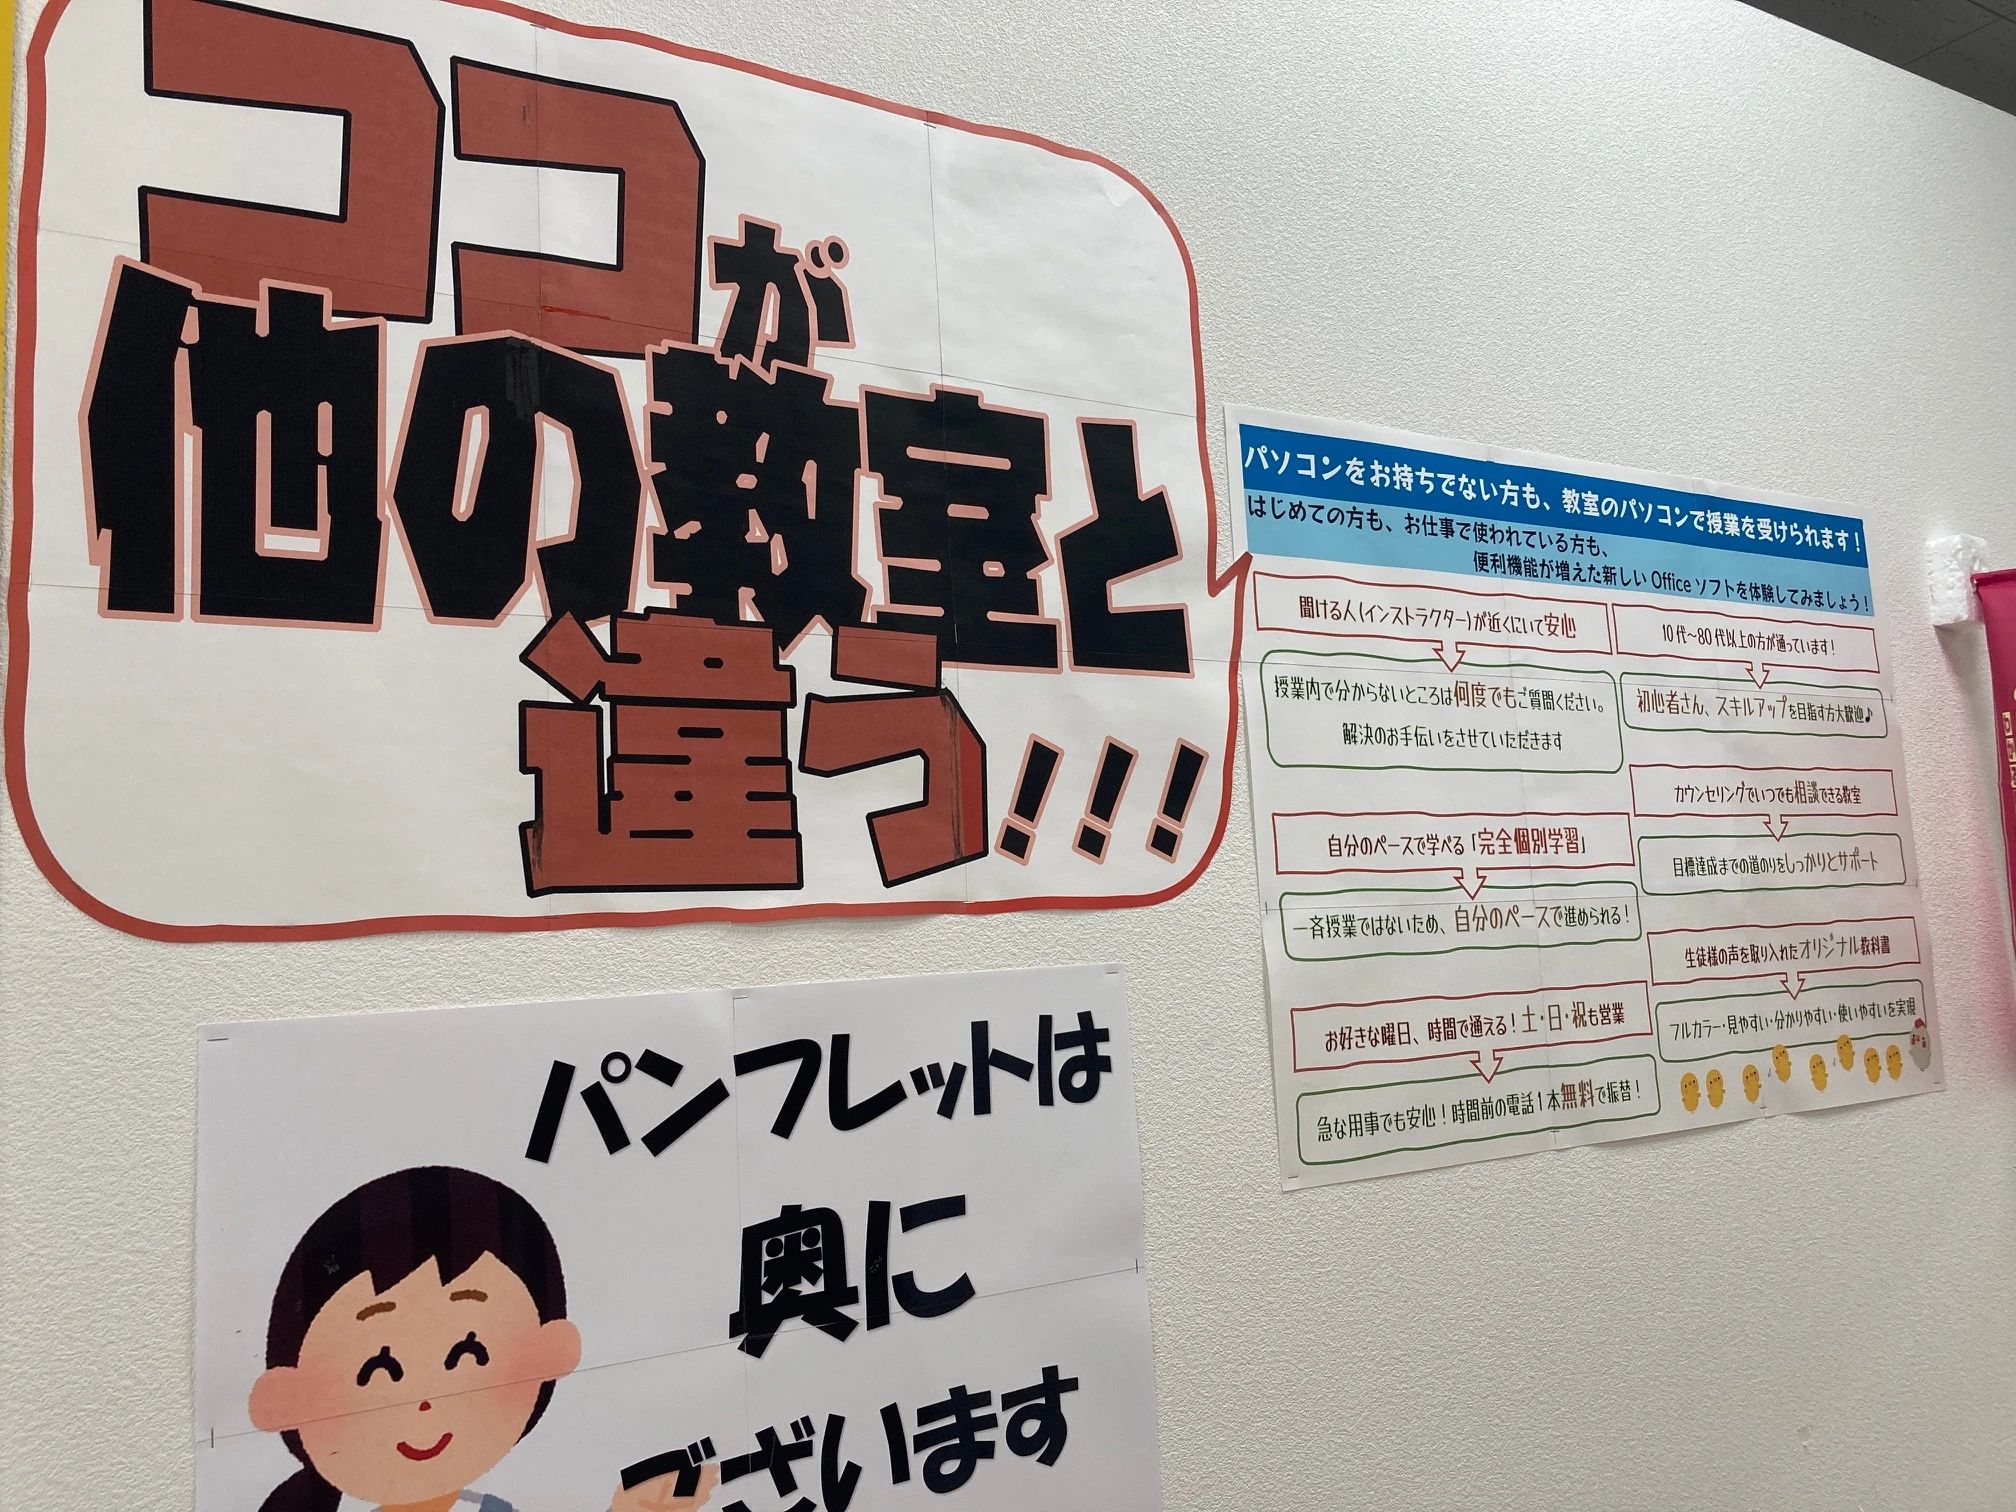 ココが
他の教室と
違う!!!
パソコンをお持ちでない方も、教室のパソコンで授業を受けられます！
はじめての方も、お仕事で使われている方も、
便利機能が増えた新しいOfficeソフトを体験してみましょう！
聞ける人(インストラクター)が近くにいて安心
授業内で分からないところは何度でもご質問ください。
解決のお手伝いをさせていただきます
自分のペースで学べる「完全個別学習」
一斉授業ではないため、自分のペースで進められる！
お好きな曜日、時間で通える！土・日・祝も営業
急な用事でも安心！時間前の電話1本無料で振替！
10代〜80代以上の方が通っています！
初心者さん、スキルアップを目指す方大歓迎♪
カウンセリングでいつでも相談できる教室
目標達成までの道のりをしっかりとサポート
生徒様の声を取り入れたオリジナル教科書
フルカラー・見やすい・分かりやすい・使いやすいを実現
パンフレットは
奥に
ございます